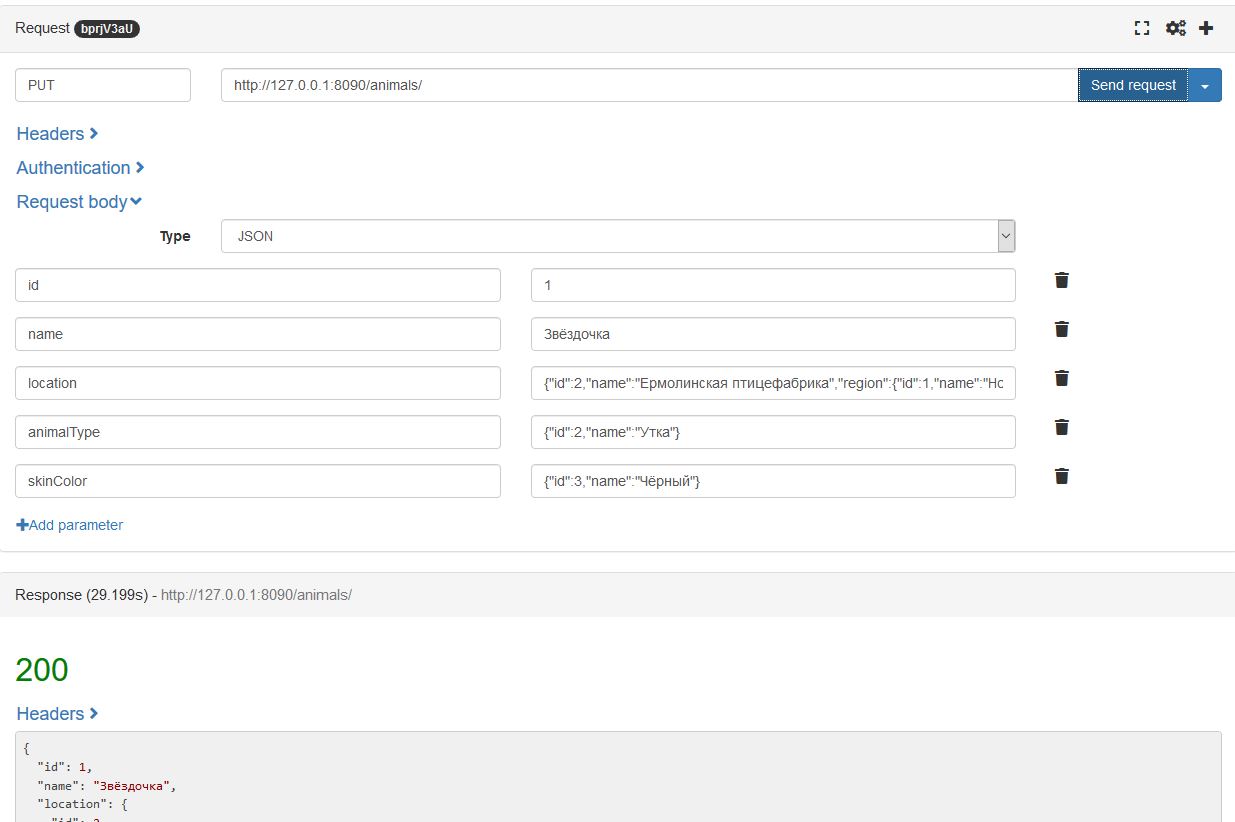 Request bprjV3aU
PUT http://127.0.0.1:8090/animals/ Send request
Headers
Authentication
Request body
Type JSON
id 1
name Звёздочка
location {"id":2,"name":"Ермолинская птицефабрика","region":{"id":1,"name":"Но
animalType {"id":2,"name":"Утка"}
skinColor {"id":3,"name":"Чёрный"}
Add parameter
Response (29.199s) - http://127.0.0.1:8090/animals/
200
Headers
{
"id": 1,
"name": "Звёздочка",
"location": {
"id": 2,